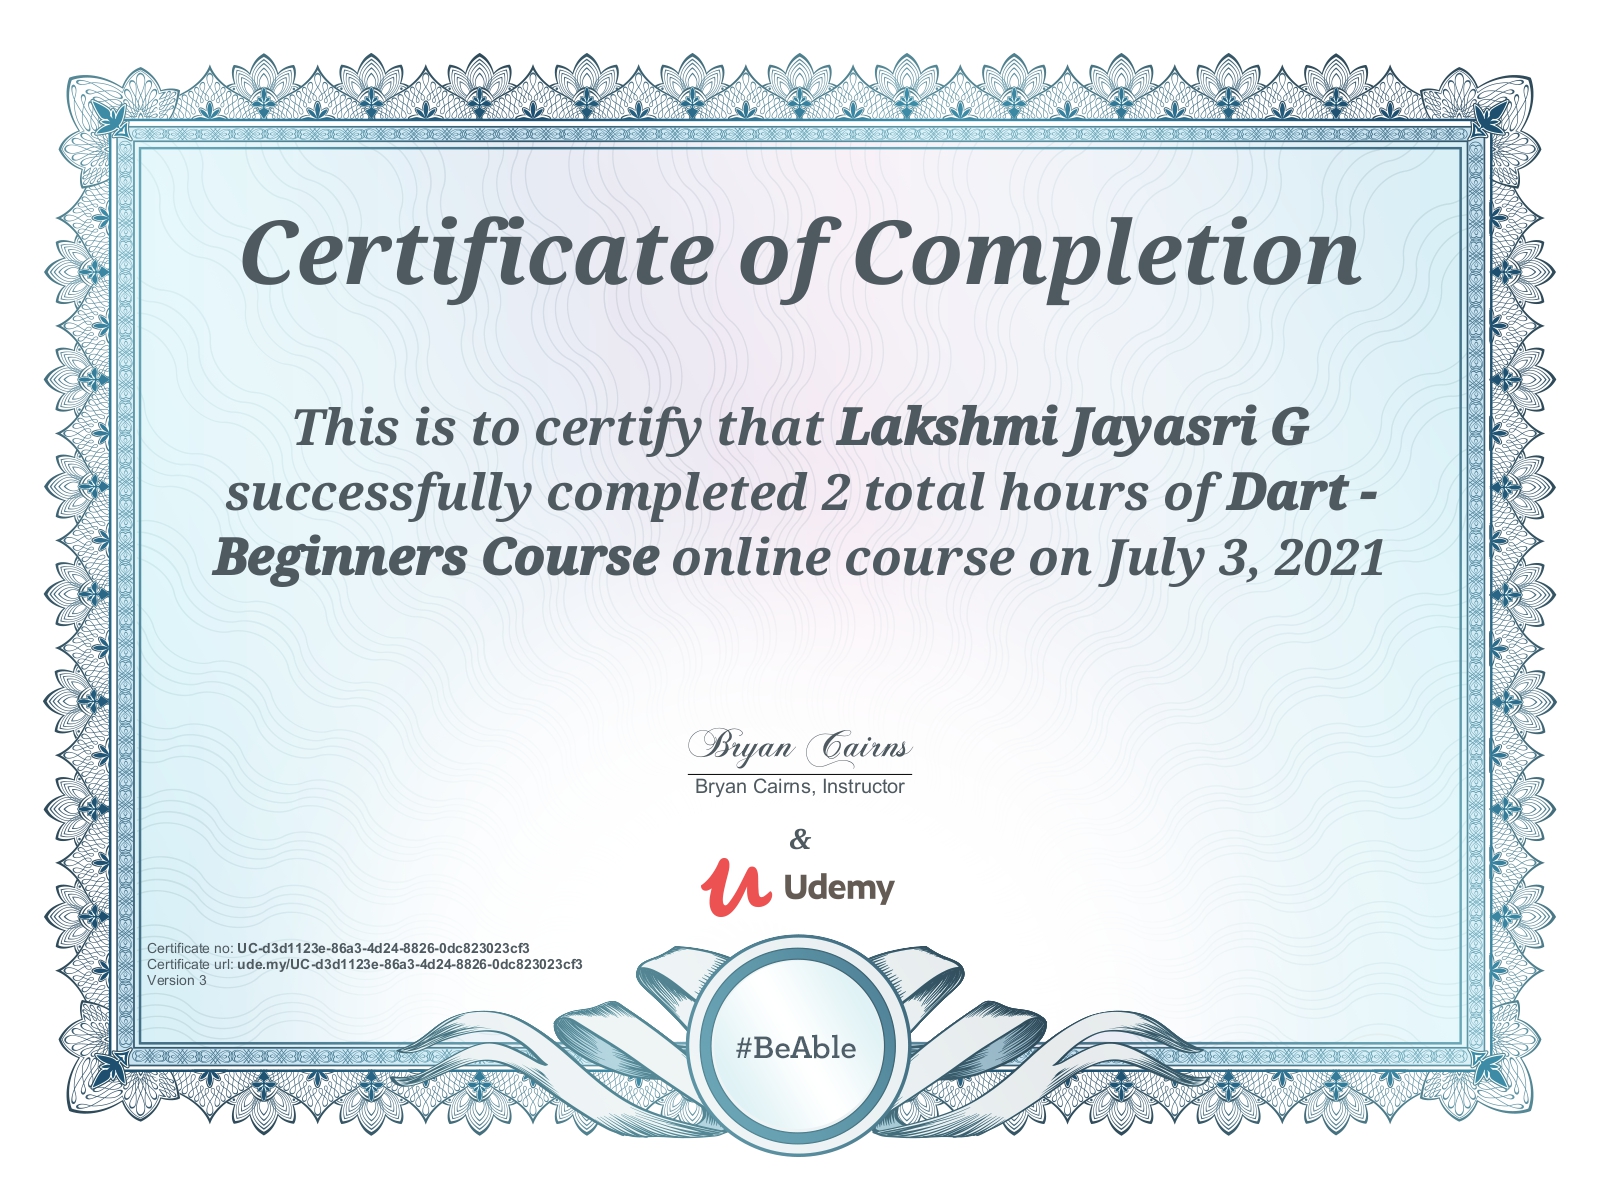 Certificate of Completion
This is to certify that Lakshmi Jayasri G
successfully completed 2 total hours of Dart -
Beginners Course online course on July 3, 2021
Bryan Cairns
Bryan Cairns, Instructor
&
Udemy
Certificate no: UC-d3d1123e-86a3-4d24-8826-0dc823023cf3
Certificate url: ude.my/UC-d3d1123e-86a3-4d24-8826-0dc823023cf3
Version 3
#BeAble